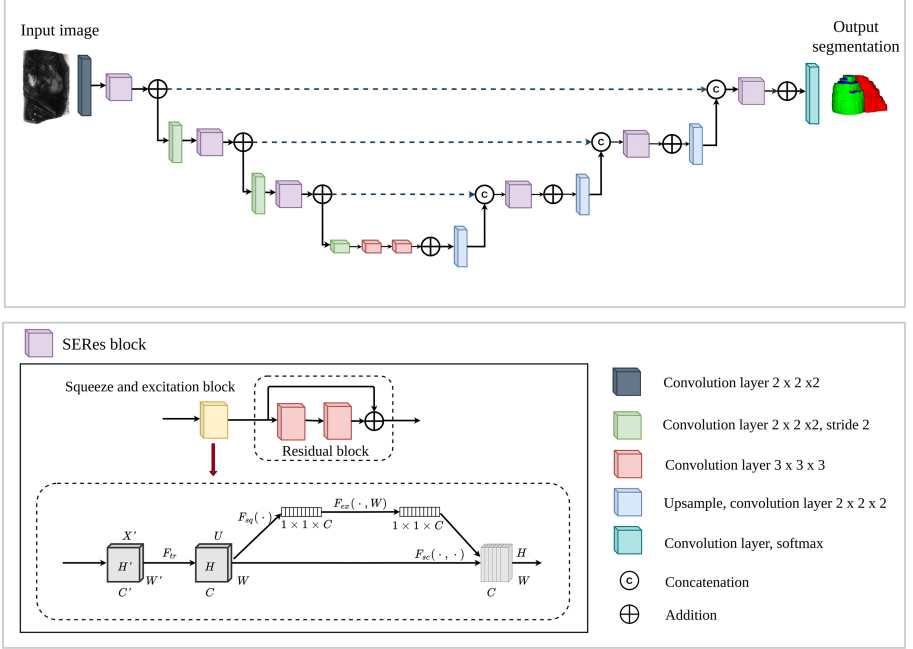 Input image
Output
segmentation
C
C
C
SERes block
Squeeze and excitation block
Residual block
F_sq(·)
F_ex(·, W)
1 × 1 × C
1 × 1 × C
X'
F_tr
U
F_sc(·, ·)
H'
W'
C'
H
W
C
H
W
C
Convolution layer 2 x 2 x2
Convolution layer 2 x 2 x2, stride 2
Convolution layer 3 x 3 x 3
Upsample, convolution layer 2 x 2 x 2
Convolution layer, softmax
C Concatenation
Addition